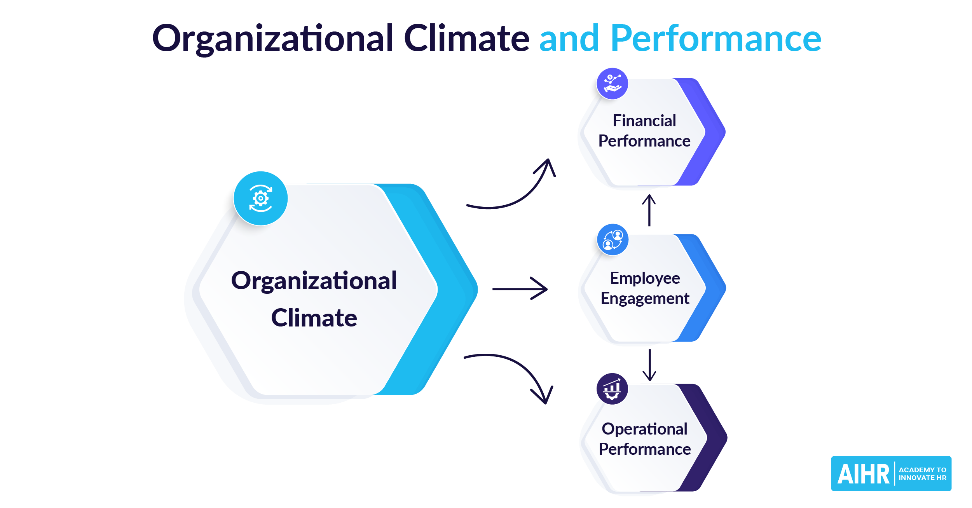 Organizational Climate and Performance
Financial
Performance
Organizational
Climate
Employee
Engagement
Operational
Performance
AIHR
ACADEMY TO
INNOVATE HR